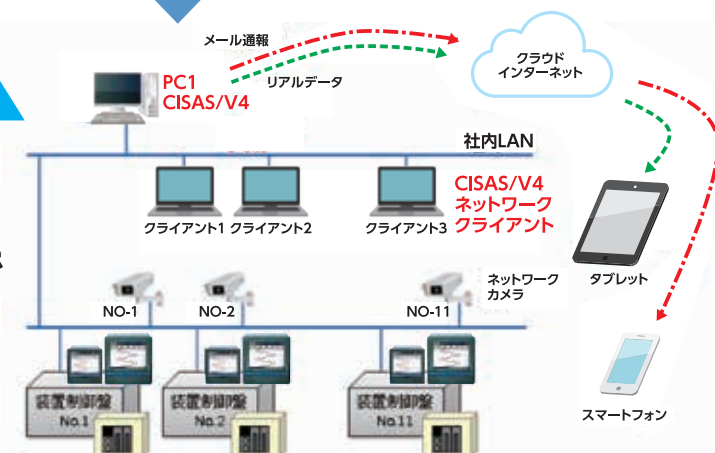 メール通報
リアルデータ
クラウド
インターネット
PC1
CISAS/V4
社内LAN
クライアント1
クライアント2
クライアント3
CISAS/V4
ネットワーク
クライアント
タブレット
NO-1
NO-2
NO-11
ネットワーク
カメラ
スマートフォン
装置制御盤
No.1
装置制御盤
No.2
装置制御盤
No.11